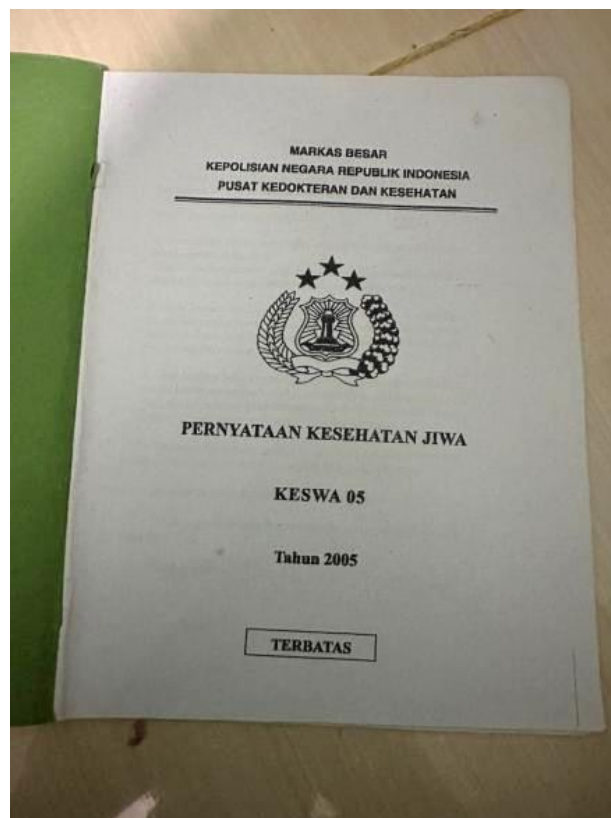 MARKAS BESAR
KEPOLISIAN NEGARA REPUBLIK INDONESIA
PUSAT KEDOKTERAN DAN KESEHATAN
PERNYATAAN KESEHATAN JIWA
KESWA 05
Tahun 2005
TERBATAS